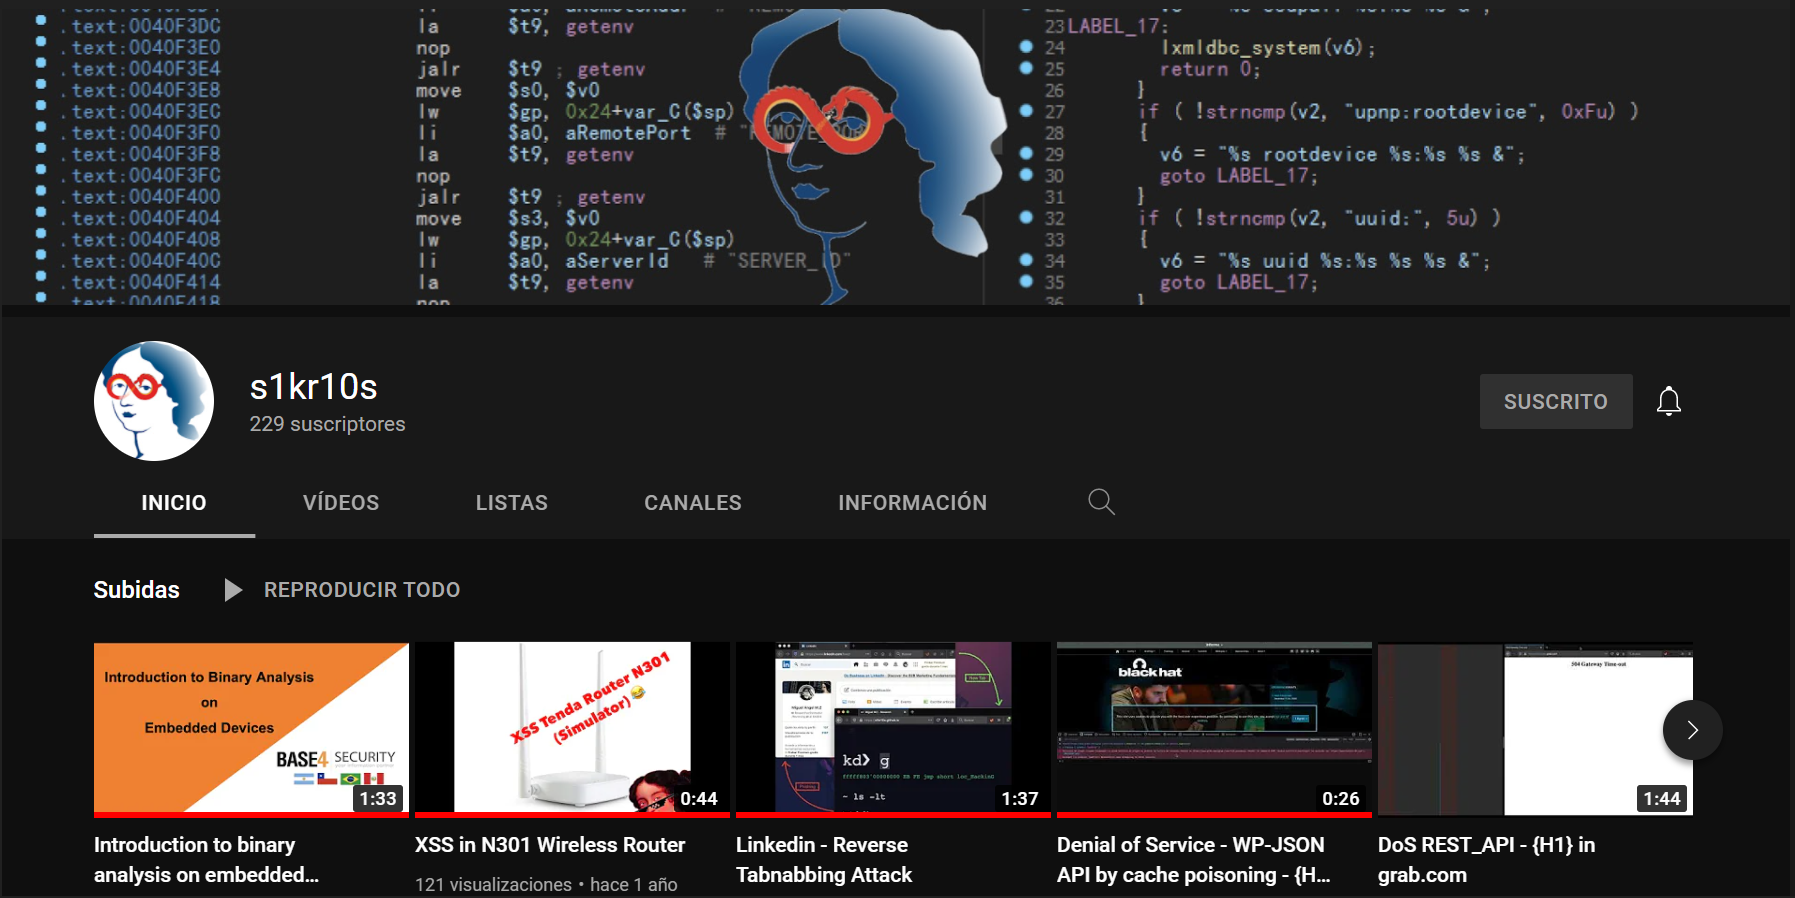 .text:0040F3DC la $t9, getenv
.text:0040F3E0 nop
.text:0040F3E4 jalr $t9 ; getenv
.text:0040F3E8 move $s0, $v0
.text:0040F3EC lw $gp, 0x24+var_C($sp)
.text:0040F3F0 li $a0, aRemotePort # "REMOTE_
.text:0040F3F8 la $t9, getenv
.text:0040F3FC nop
.text:0040F400 jalr $t9 ; getenv
.text:0040F404 move $s3, $v0
.text:0040F408 lw $gp, 0x24+var_C($sp)
.text:0040F40C li $a0, aServerId # "SERVER_ID"
.text:0040F414 la $t9, getenv
.text:0040F418 nop
23 LABEL_17:
24 lxmldbc_system(v6);
25 return 0;
26 }
27 if ( !strncmp(v2, "upnp:rootdevice", 0xFu) )
28 {
29 v6 = "%s rootdevice %s:%s %s &";
30 goto LABEL_17;
31 }
32 if ( !strncmp(v2, "uuid:", 5u) )
33 {
34 v6 = "%s uuid %s:%s %s %s &";
35 goto LABEL_17;
36 }
s1kr10s
229 suscriptores
SUSCRITO
INICIO VÍDEOS LISTAS CANALES INFORMACIÓN
Subidas REPRODUCIR TODO
Introduction to Binary Analysis
on
Embedded Devices
BASE4 SECURITY
1:33
XSS Tenda Router N301
(Simulator)
0:44
kd> g
~ ls -lt
1:37
black hat
0:26
504 Gateway Time-out
1:44
Introduction to binary
analysis on embedded...
XSS in N301 Wireless Router
121 visualizaciones • hace 1 año
Linkedin - Reverse
Tabnabbing Attack
Denial of Service - WP-JSON
API by cache poisoning - {H...
DoS REST_API - {H1} in
grab.com